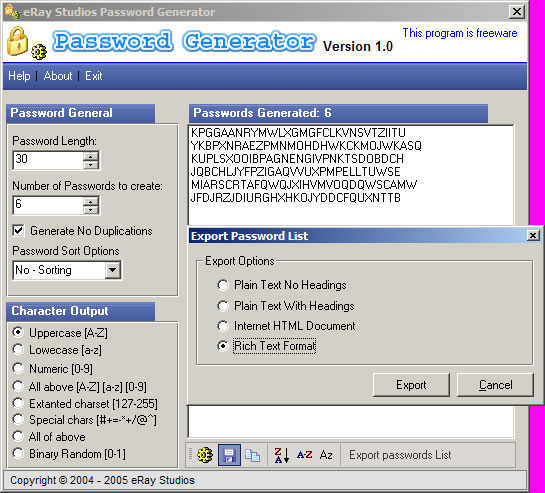 eRay Studios Password Generator
Password Generator Version 1.0
This program is freeware
Help | About | Exit
Password General
Password Length:
30
Number of Passwords to create:
6
Generate No Duplications
Password Sort Options
No - Sorting
Character Output
Uppercase [A-Z]
Lowecase [a-z]
Numeric [0-9]
All above [A-Z] [a-z] [0-9]
Extanted charset [127-255]
Special chars [#+=-*+/@^]
All of above
Binary Random [0-1]
Passwords Generated: 6
KPGGAANRYMWLXGMGFCLKVNSVTZIITU
YKBPXNRAEZPMNMOHDHWKCKMOJWKASQ
KUPLSXOOIBPAGNENGIVPNKTSDOBDCH
JQBCHLJYFPZIGAQVWUXPMPELLTUWSE
MIARSCRTAFQWQJXIHVMVOQDQWSCAMW
JFDJRZJDIURGHXHKOJYDDCFQUXNTTB
Export Password List
Export Options
Plain Text No Headings
Plain Text With Headings
Internet HTML Document
Rich Text Format
Export
Cancel
A-Z
Az
Export passwords List
Copyright © 2004 - 2005 eRay Studios